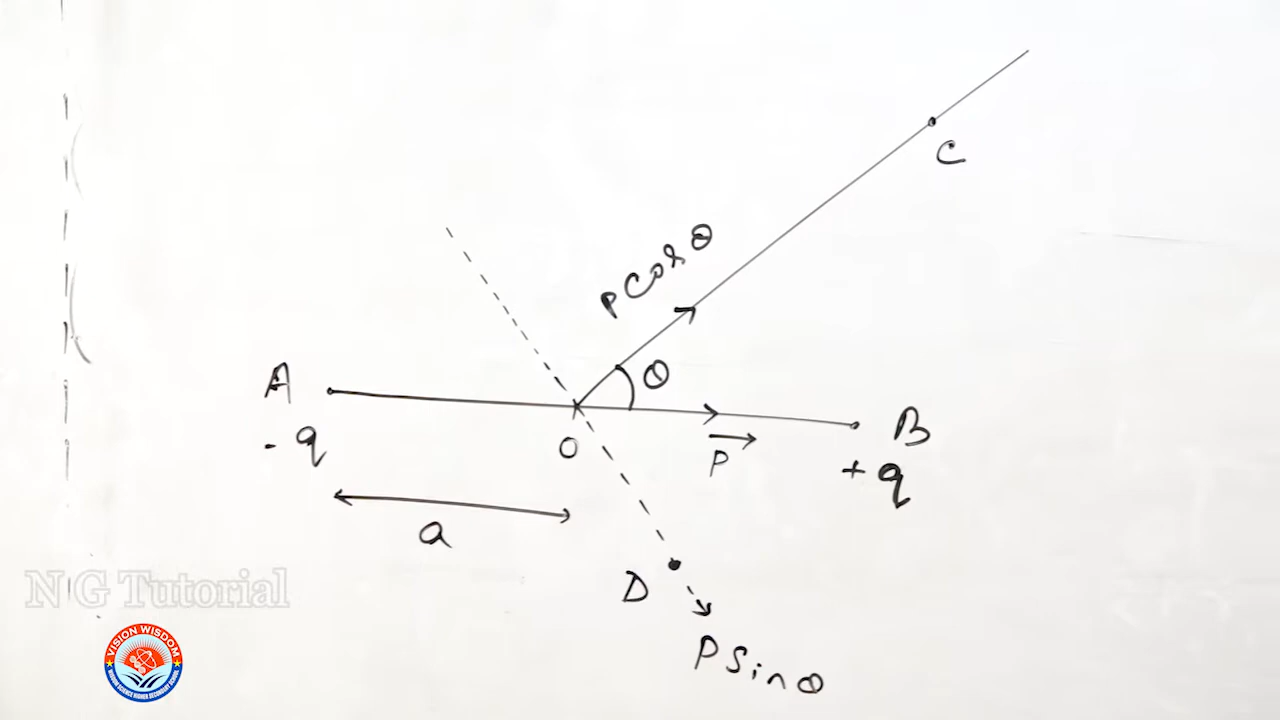 C
P Cos θ
A
θ
B
- q
O
P
+ q
a
D
P Sin θ
N G Tutorial
VISION WISDOM